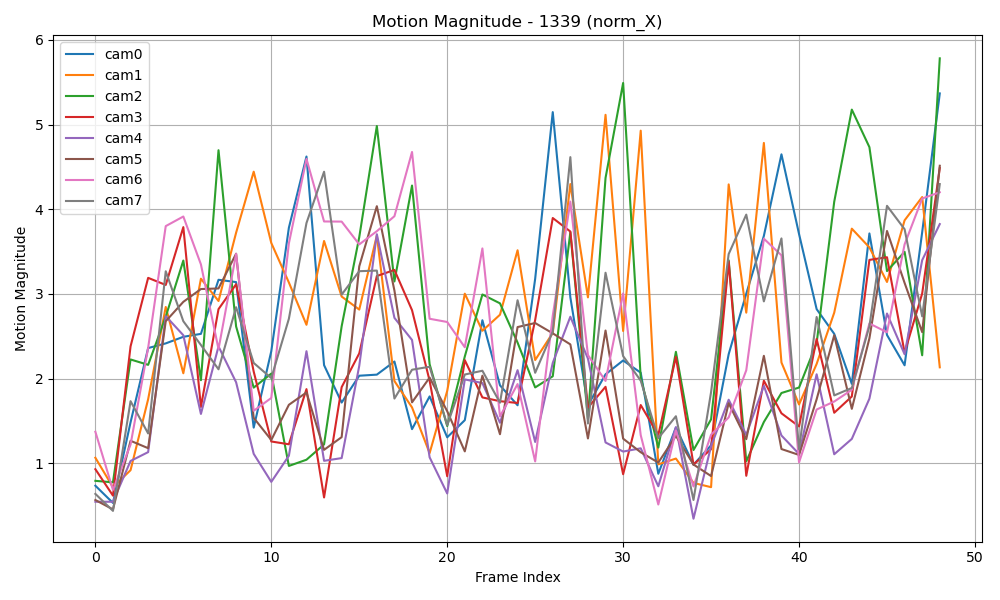 Motion Magnitude - 1339 (norm_X)
6
5
4
3
2
1
Motion Magnitude
cam0
cam1
cam2
cam3
cam4
cam5
cam6
cam7
0 10 20 30 40 50
Frame Index